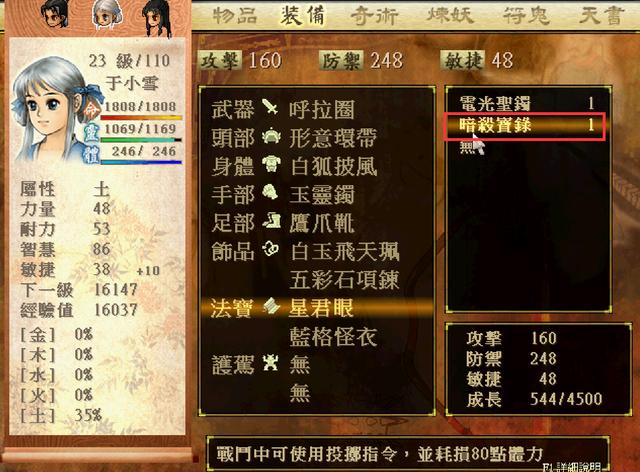 物品 裝備 奇術 煉妖 符鬼 天書
23 級/110
于小雪
命 1808/1808
靈 1069/1169
體 246/ 246
屬性 土
力量 48
耐力 53
智慧 86
敏捷 38 +10
下一級 16147
經驗值 16037
[金] 0%
[木] 0%
[水] 0%
[火] 0%
[土] 35%
攻擊 160 防禦 248 敏捷 48
武器 呼拉圈
頭部 形意環帶
身體 白狐披風
手部 玉靈鐲
足部 鷹爪靴
飾品 白玉飛天珮
五彩石項鍊
法寶 星君眼
藍格怪衣
護駕 無
無
電光聖鐲 1
暗殺寶錄 1
無
攻擊 160
防禦 248
敏捷 48
成長 544/4500
戰鬥中可使用投擲指令，並耗損80點體力
F1 詳細說明